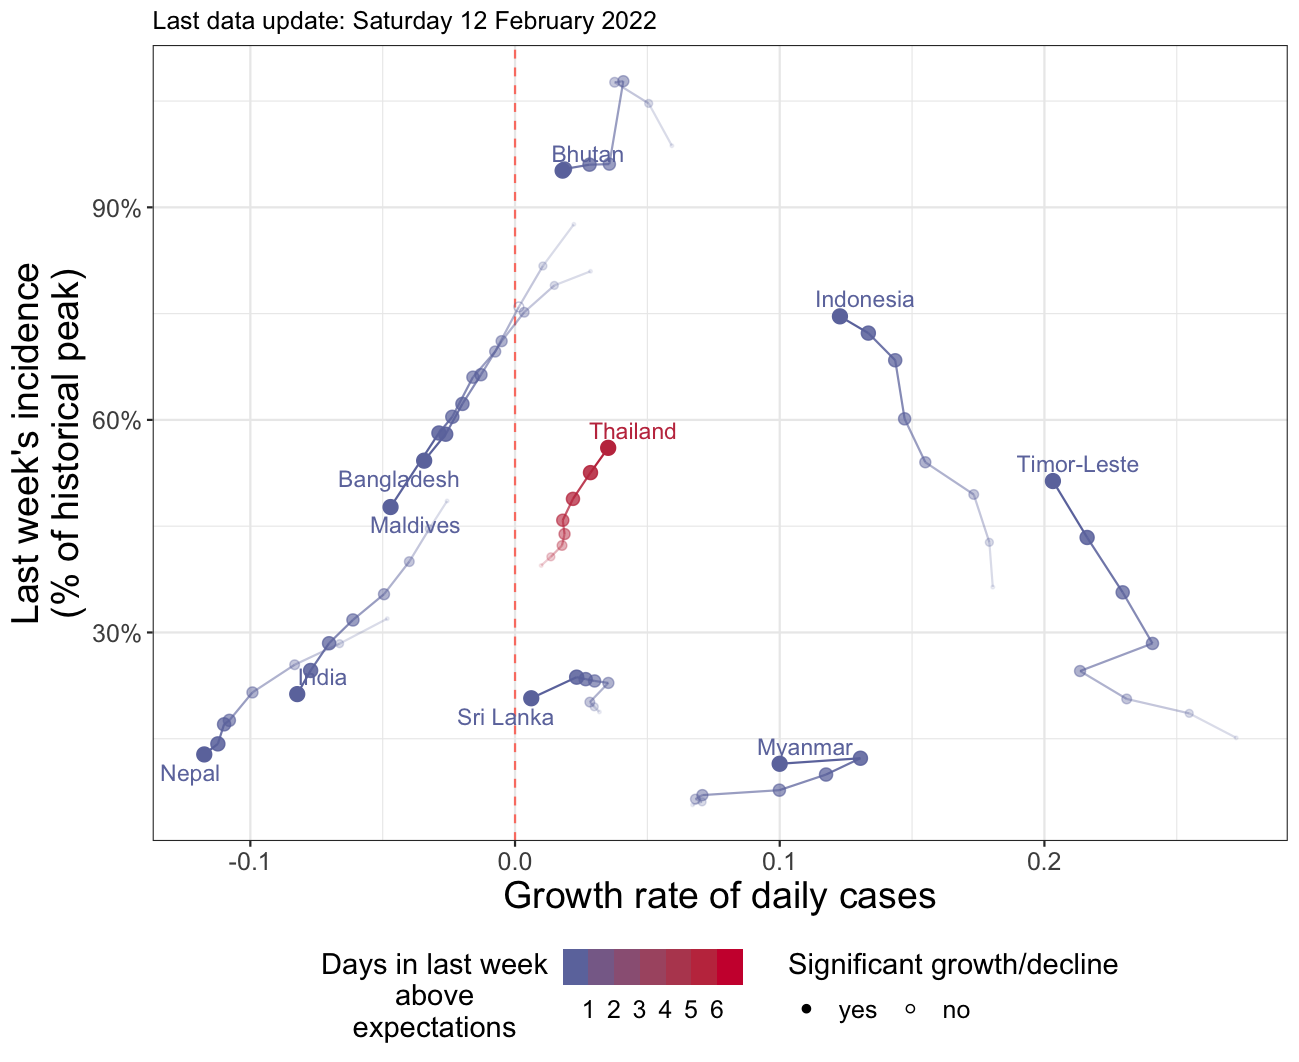 Last data update: Saturday 12 February 2022
Bhutan
90%
Indonesia
60%
Thailand
Timor-Leste
Bangladesh
Maldives
30%
India
Sri Lanka
Myanmar
Nepal
Last week's incidence
(% of historical peak)
-0.1 0.0 0.1 0.2
Growth rate of daily cases
Days in last week
above
expectations
1 2 3 4 5 6
Significant growth/decline
yes no